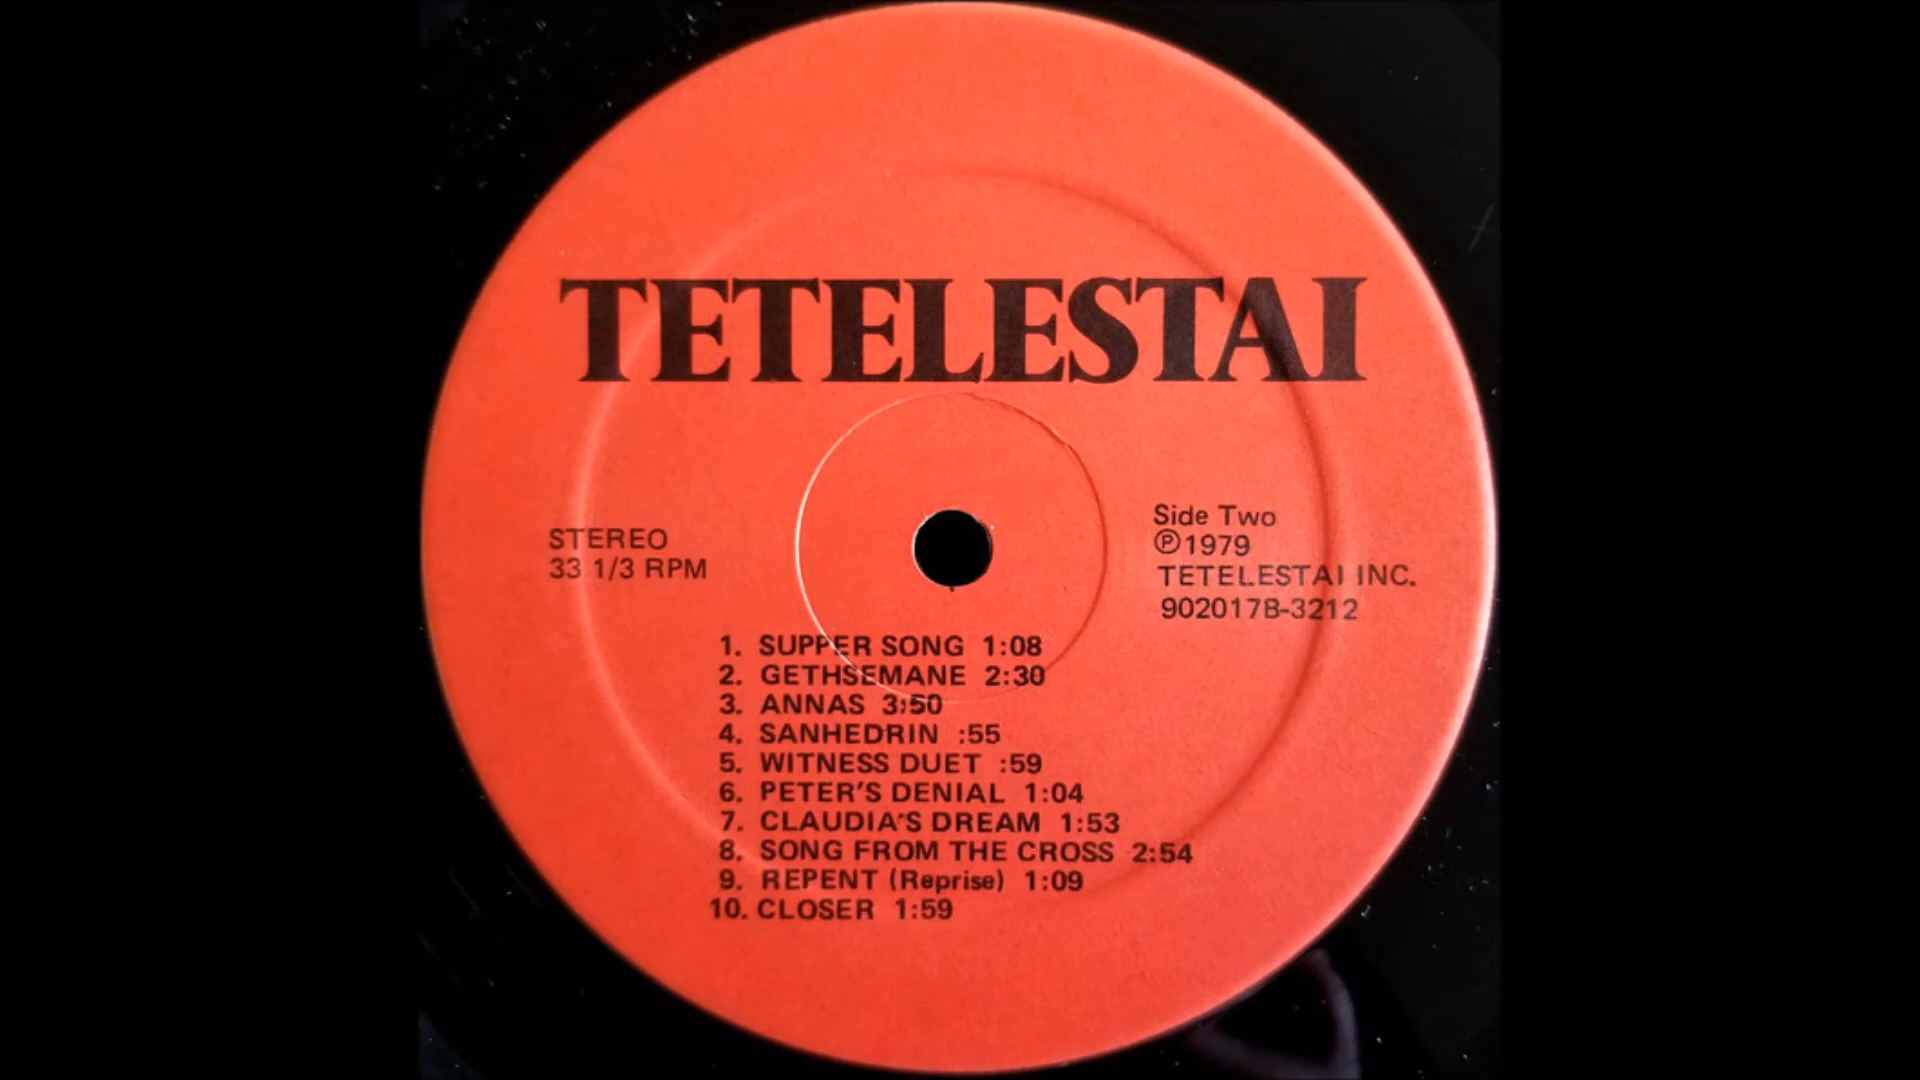 TETELESTAI
STEREO
33 1/3 RPM
Side Two
℗1979
TETELESTAI INC.
902017B-3212
1. SUPPER SONG 1:08
2. GETHSEMANE 2:30
3. ANNAS 3:50
4. SANHEDRIN :55
5. WITNESS DUET :59
6. PETER'S DENIAL 1:04
7. CLAUDIA'S DREAM 1:53
8. SONG FROM THE CROSS 2:54
9. REPENT (Reprise) 1:09
10. CLOSER 1:59